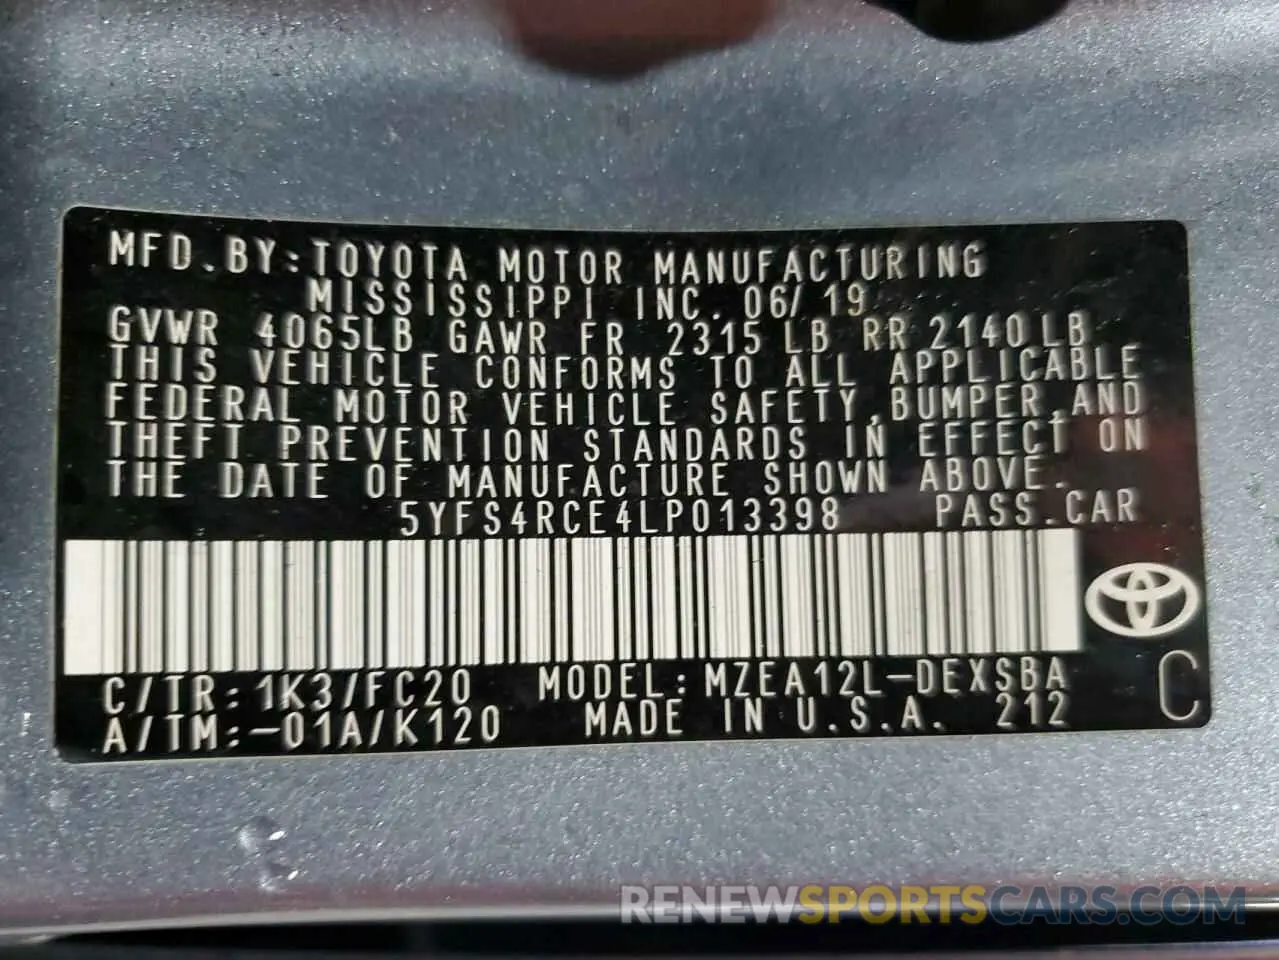 MFD.BY:TOYOTA MOTOR MANUFACTURING
MISSISSIPPI INC. 06/19
GVWR 4065LB GAWR FR 2315LB RR 2140LB
THIS VEHICLE CONFORMS TO ALL APPLICABLE
FEDERAL MOTOR VEHICLE SAFETY,BUMPER,AND
THEFT PREVENTION STANDARDS IN EFFECT ON
THE DATE OF MANUFACTURE SHOWN ABOVE.
5YFS4RCE4LP013398 PASS.CAR
C/TR:1K3/FC20 MODEL:MZEA12L-DEXSBA
A/TM:-01A/K120 MADE IN U.S.A. 212
C
RENEWSPORTSCARS.COM